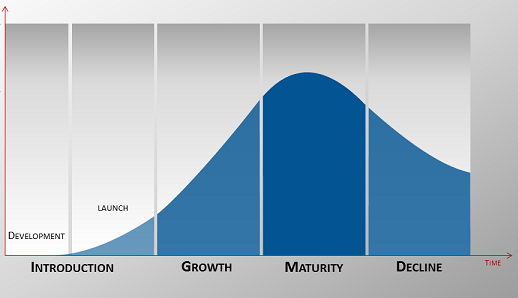 LAUNCH
DEVELOPMENT
INTRODUCTION
GROWTH
MATURITY
DECLINE
TIME